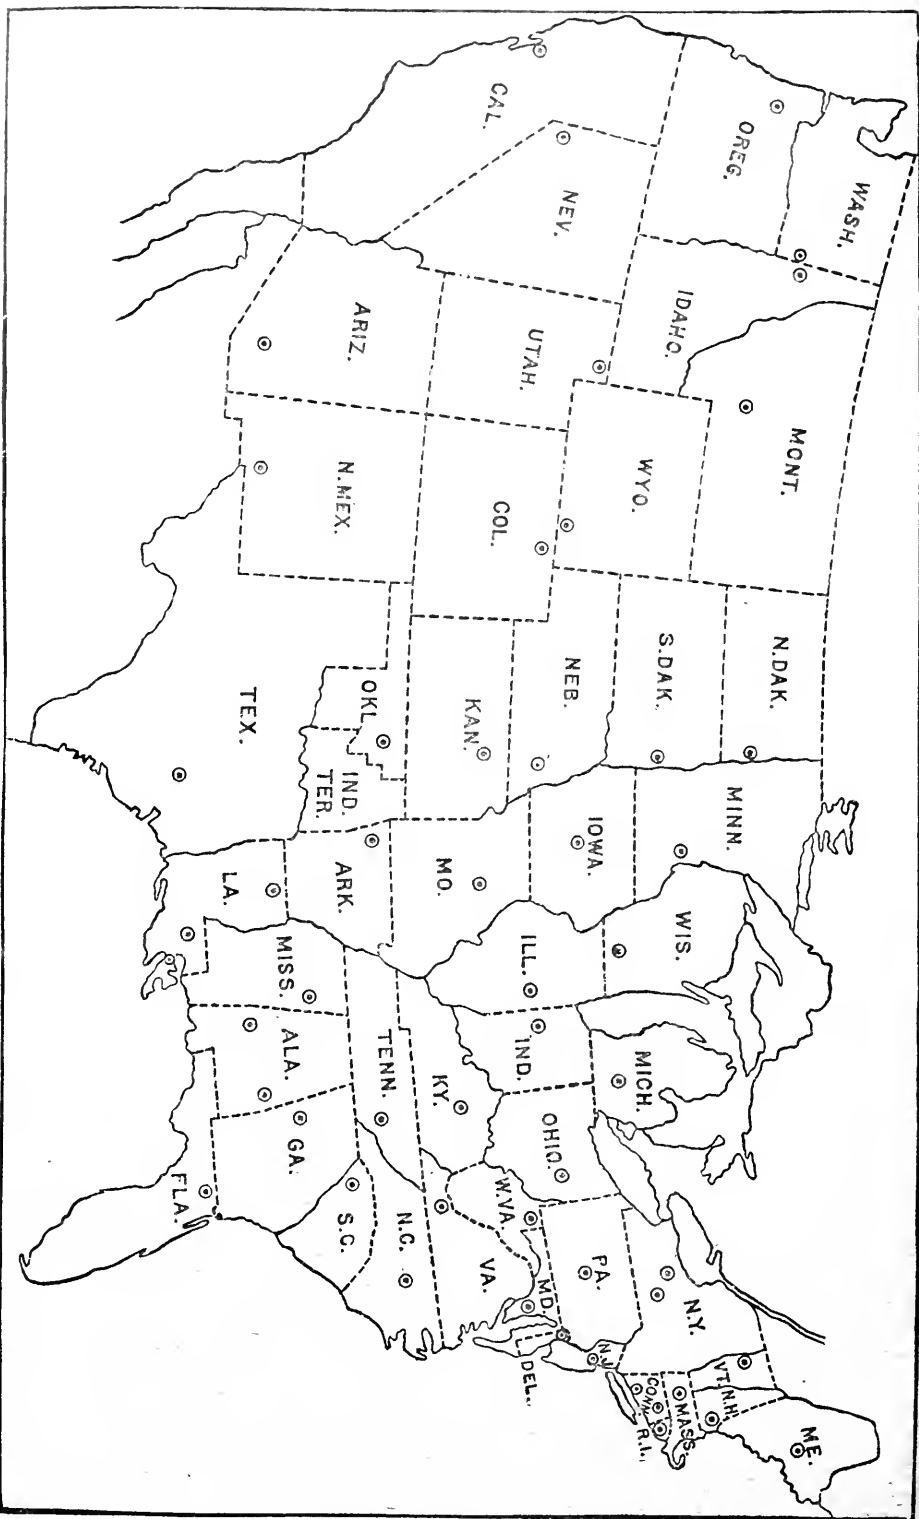 WASH.
OREG.
CAL.
NEV.
IDAHO.
MONT.
WYO.
UTAH.
ARIZ.
COL.
N.MEX.
N.DAK.
S.DAK.
NEB.
KAN.
OKL
IND.
TER.
TEX.
MINN.
IOWA.
MO.
ARK.
LA.
WIS.
ILL.
MISS.
MICH.
IND.
KY.
TENN.
ALA.
OHIO.
GA.
FLA.
W.VA.
VA.
N.C.
S.C.
PA.
MD.
DEL.
N.J.
N.Y.
VT.
N.H.
MASS.
CONN.
R.I.
ME.